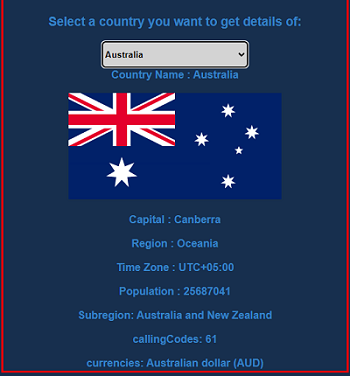 Select a country you want to get details of:
Australia
Country Name : Australia
Capital : Canberra
Region : Oceania
Time Zone : UTC+05:00
Population : 25687041
Subregion: Australia and New Zealand
callingCodes: 61
currencies: Australian dollar (AUD)